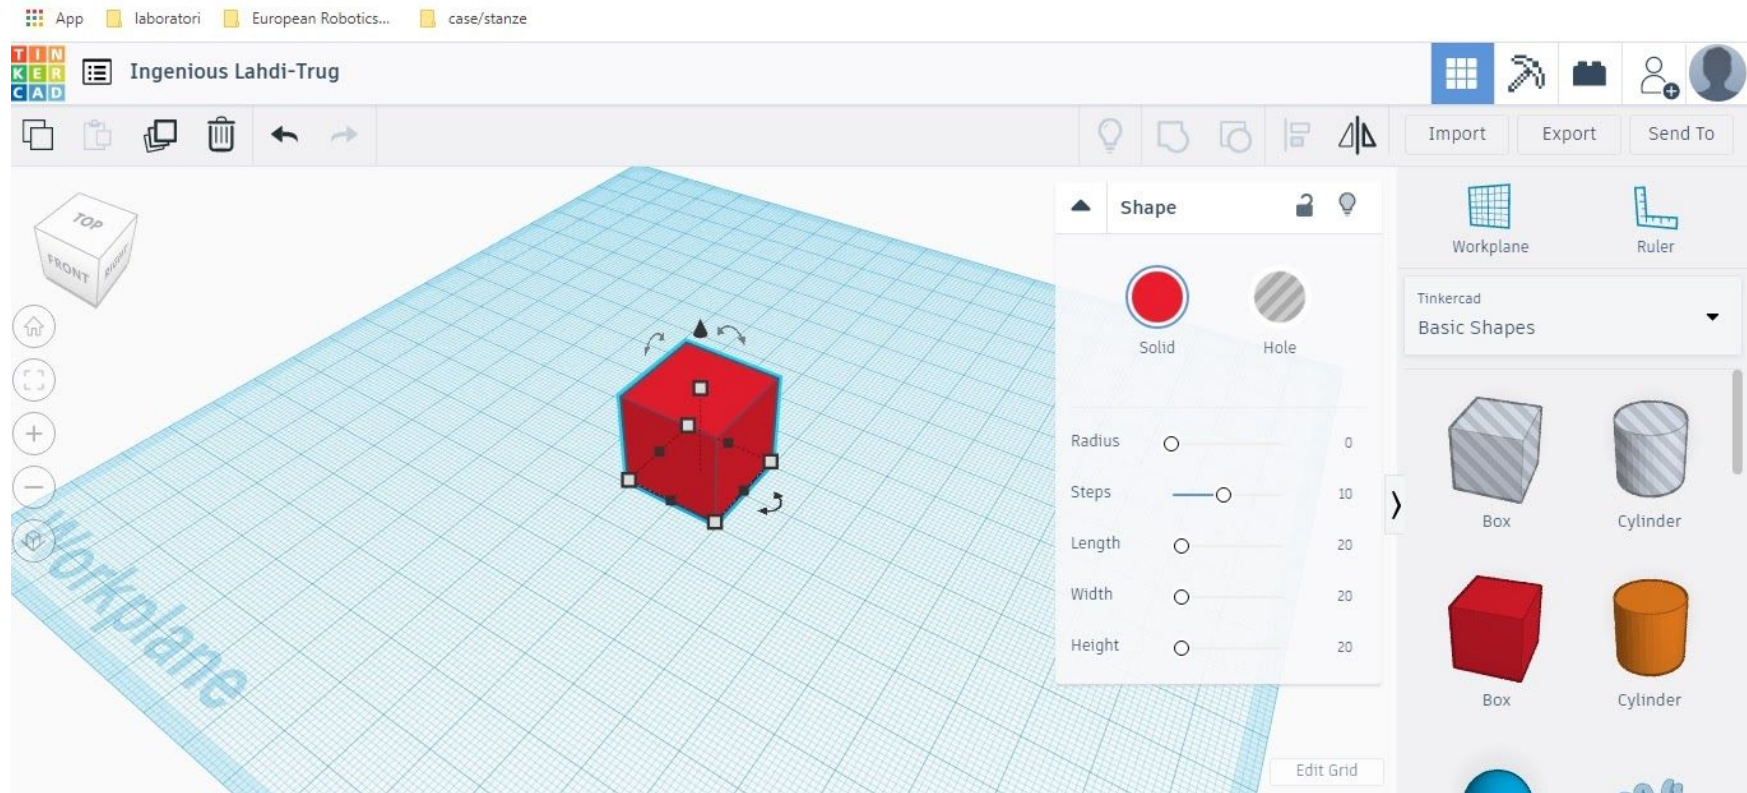 App laboratori European Robotics... case/stanze
TIN
KER
CAD
Ingenious Lahdi-Trug
Import Export Send To
TOP
FRONT RIGHT
Shape
Workplane Ruler
Solid Hole
Tinkercad
Basic Shapes
Radius 0
Steps 10
Length 20
Width 20
Height 20
Box Cylinder
Box Cylinder
Workplane
Edit Grid